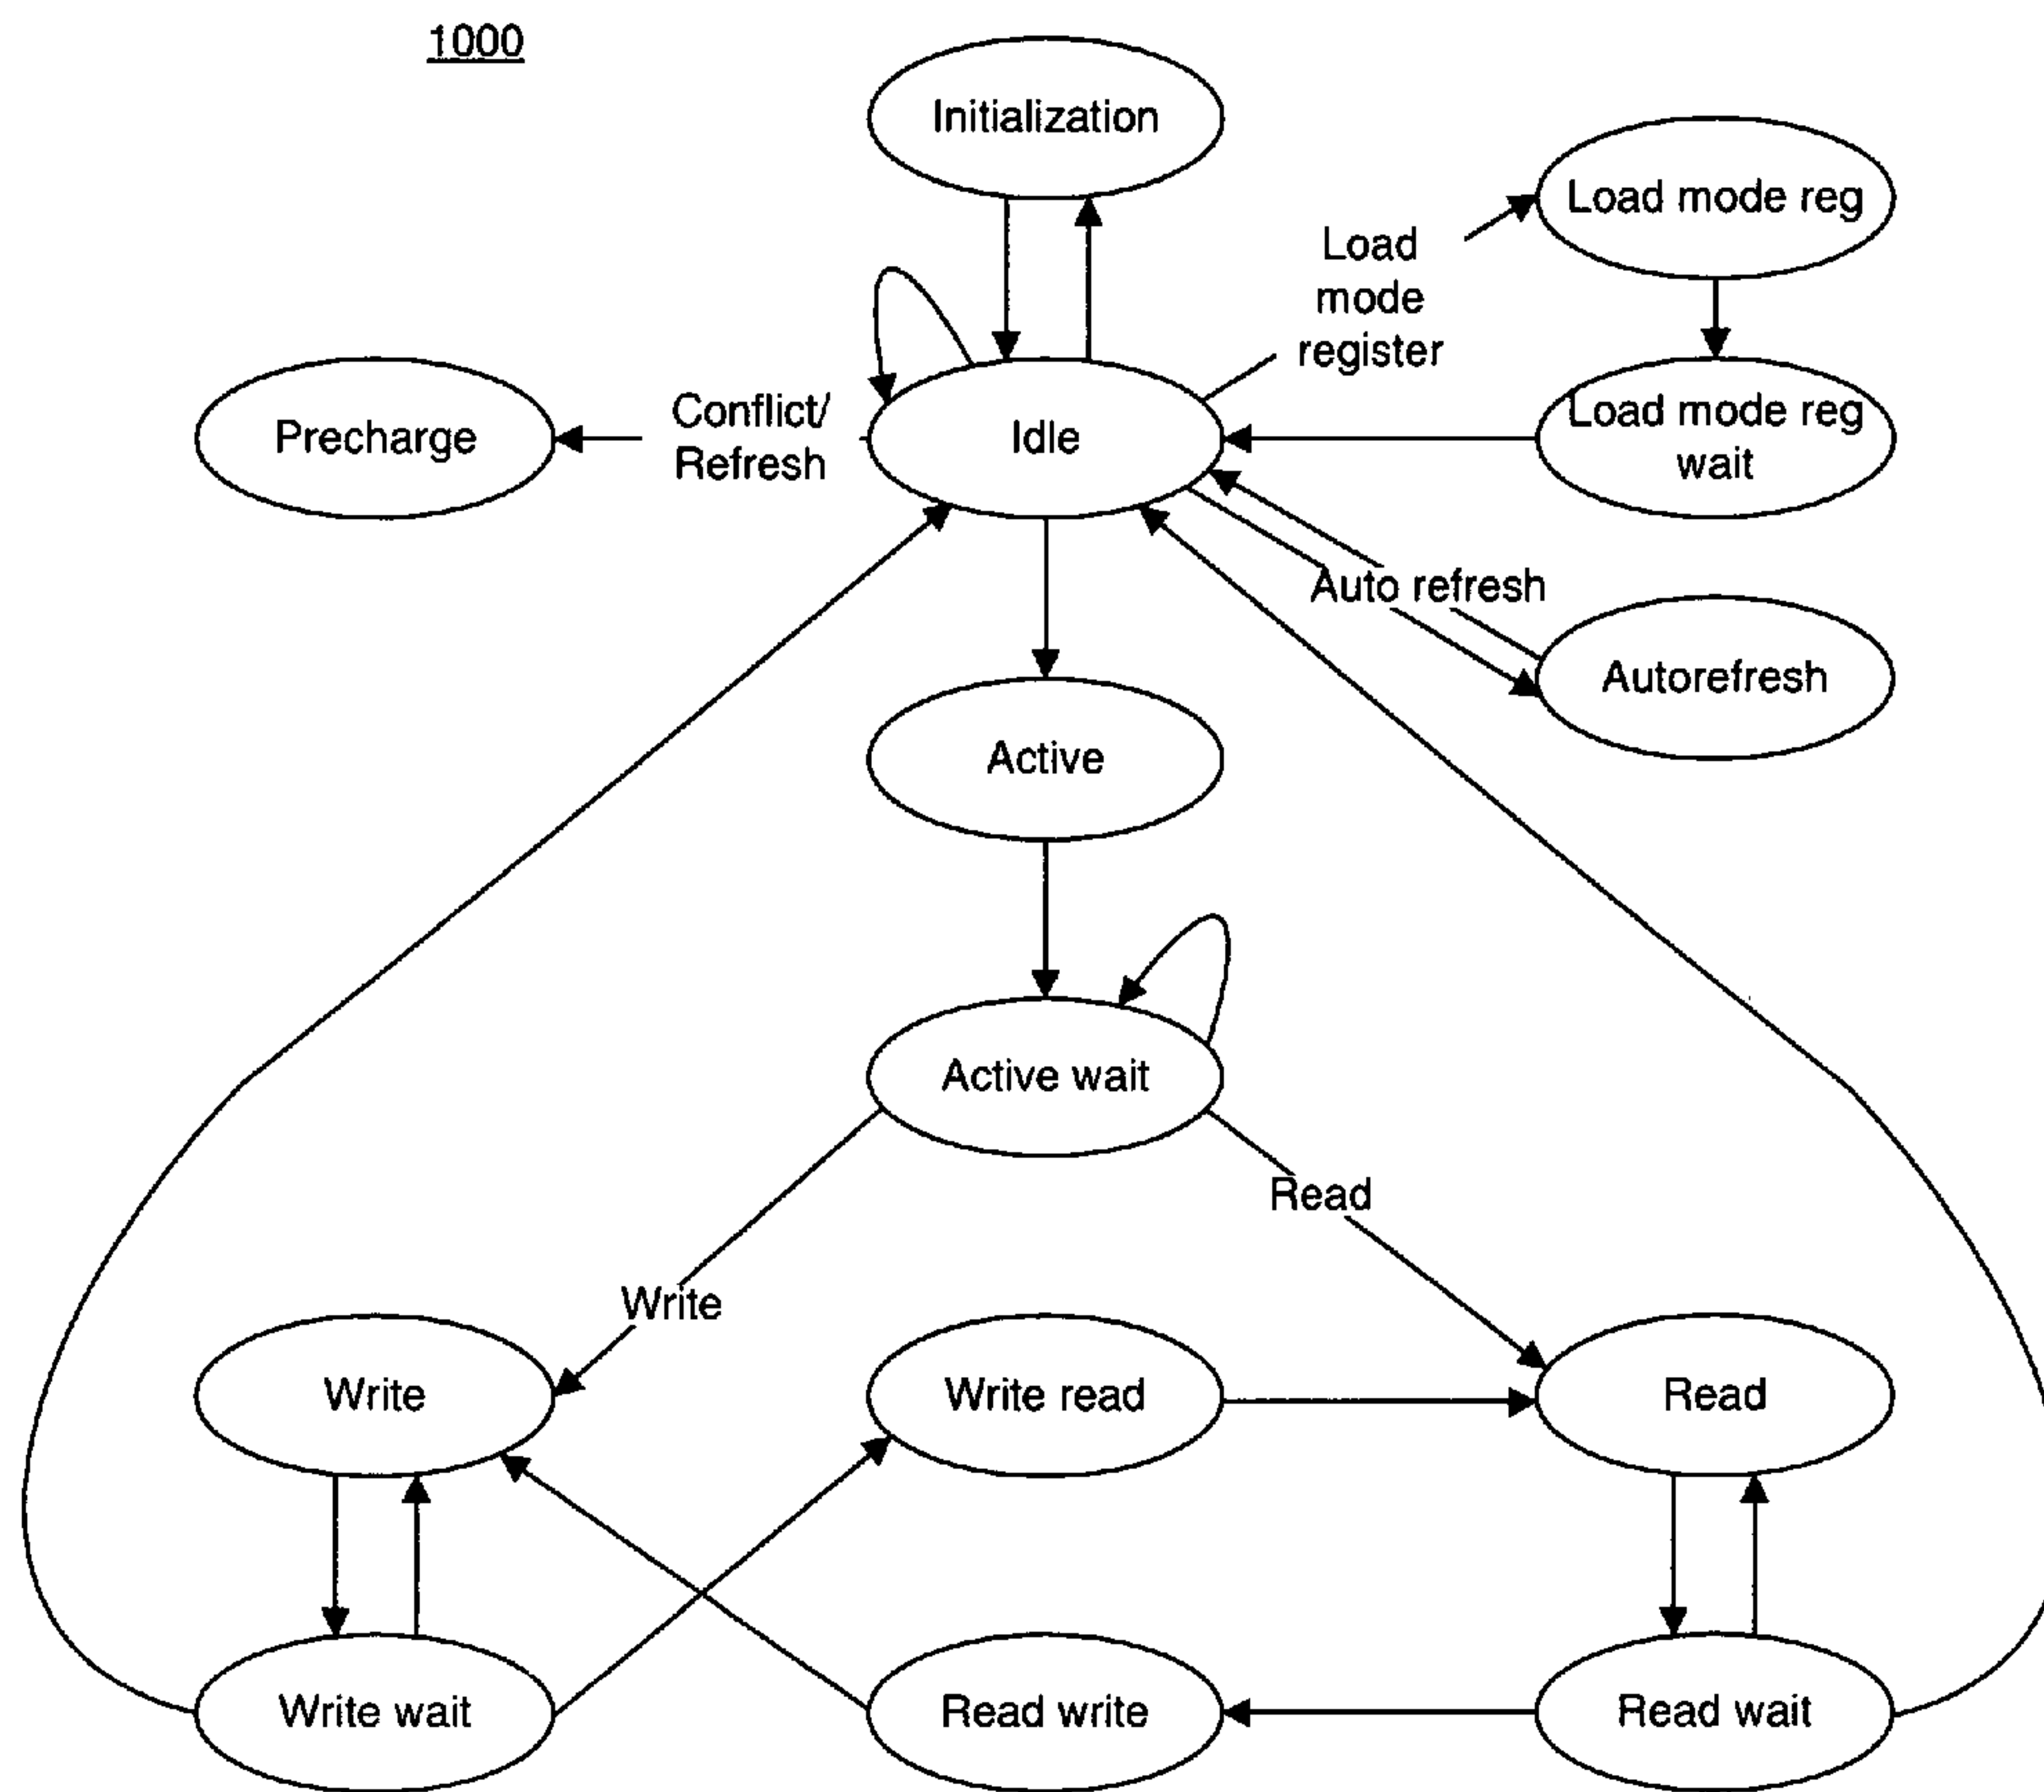 1000
Initialization
Load mode reg
Load
mode
register
Precharge
Conflict/
Refresh
Idle
Load mode reg
wait
Auto refresh
Autorefresh
Active
Active wait
Read
Write
Write
Write read
Read
Write wait
Read write
Read wait